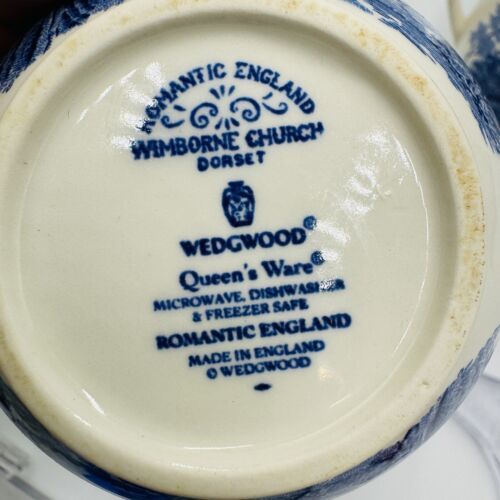 ROMANTIC ENGLAND
WIMBORNE CHURCH
DORSET
WEDGWOOD®
Queen's Ware®
MICROWAVE, DISHWASHER
& FREEZER SAFE
ROMANTIC ENGLAND
MADE IN ENGLAND
© WEDGWOOD